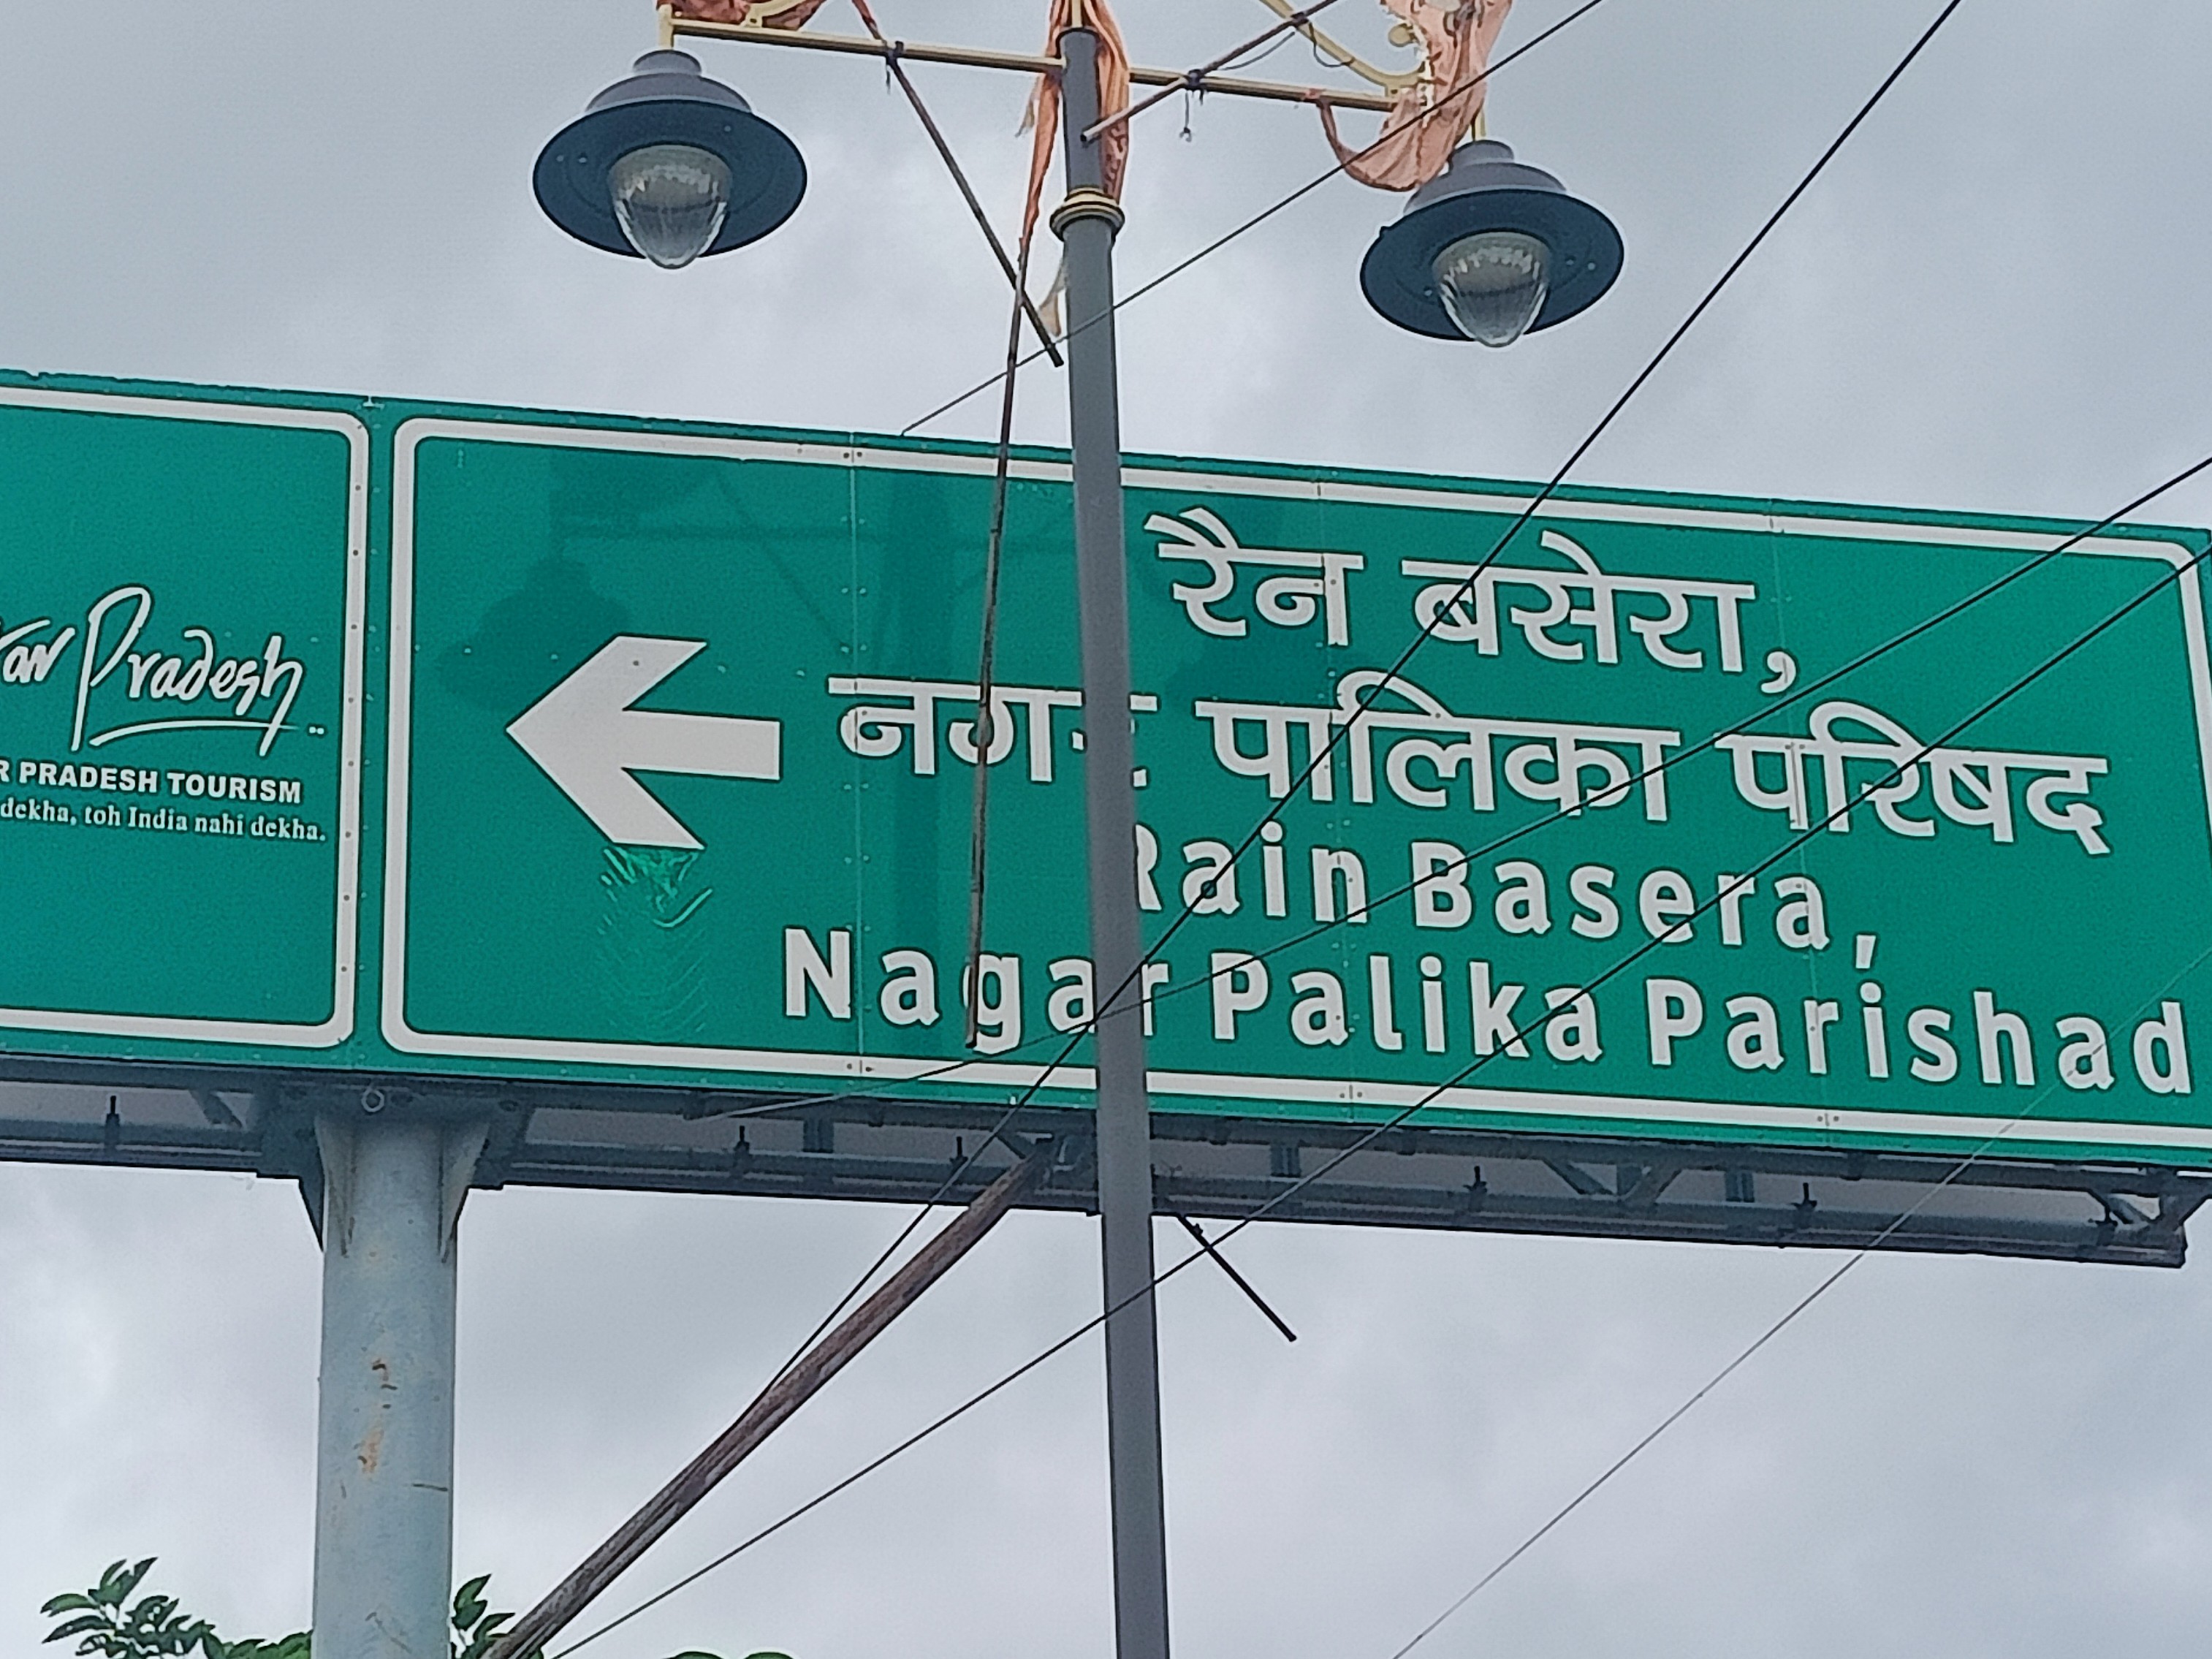 Pradesh
PRADESH TOURISM
dekha, toh India nahi dekha.
रैन बसेरा,
नगर पालिका परिषद
Rain Basera,
Nagar Palika Parishad